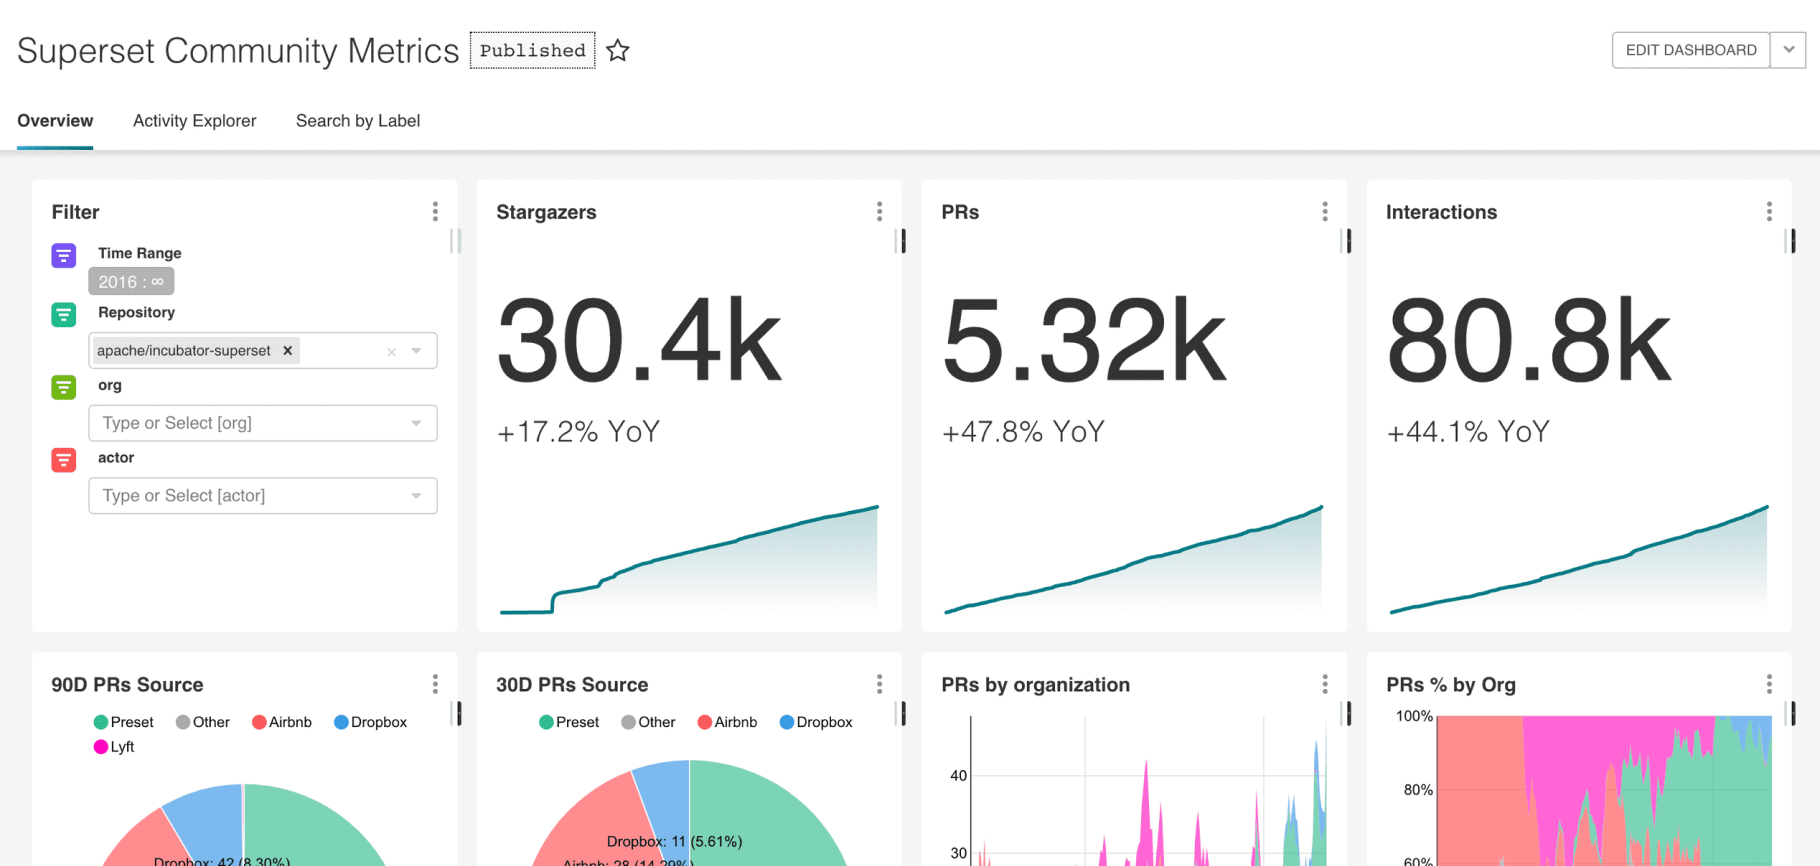 Superset Community Metrics Published EDIT DASHBOARD
Overview Activity Explorer Search by Label
Filter
Time Range
2016 : ∞
Repository
apache/incubator-superset x
org
Type or Select [org]
actor
Type or Select [actor]
Stargazers
30.4k
+17.2% YoY
PRs
5.32k
+47.8% YoY
Interactions
80.8k
+44.1% YoY
90D PRs Source
Preset Other Airbnb Dropbox
Lyft
Dropbox: 42 (8.30%)
30D PRs Source
Preset Other Airbnb Dropbox
Dropbox: 11 (5.61%)
Airbnb: 28 (14.29%)
PRs by organization
40
30
PRs % by Org
100%
80%
60%